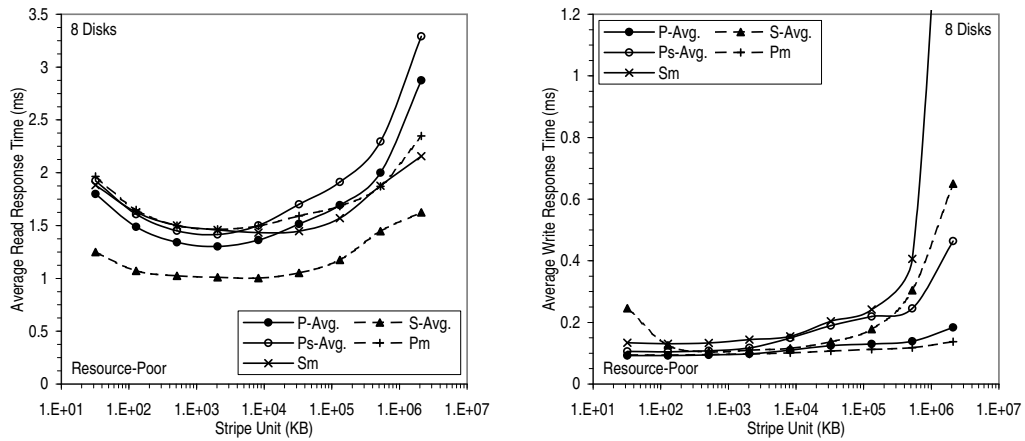 8 Disks
Average Read Response Time (ms)
3.5
3
2.5
2
1.5
1
0.5
0
P-Avg. S-Avg.
Ps-Avg. Pm
Sm
Resource-Poor
1.E+01 1.E+02 1.E+03 1.E+04 1.E+05 1.E+06 1.E+07
Stripe Unit (KB)
8 Disks
Average Write Response Time (ms)
1.2
1
0.8
0.6
0.4
0.2
0
P-Avg. S-Avg.
Ps-Avg. Pm
Sm
Resource-Poor
1.E+01 1.E+02 1.E+03 1.E+04 1.E+05 1.E+06 1.E+07
Stripe Unit (KB)